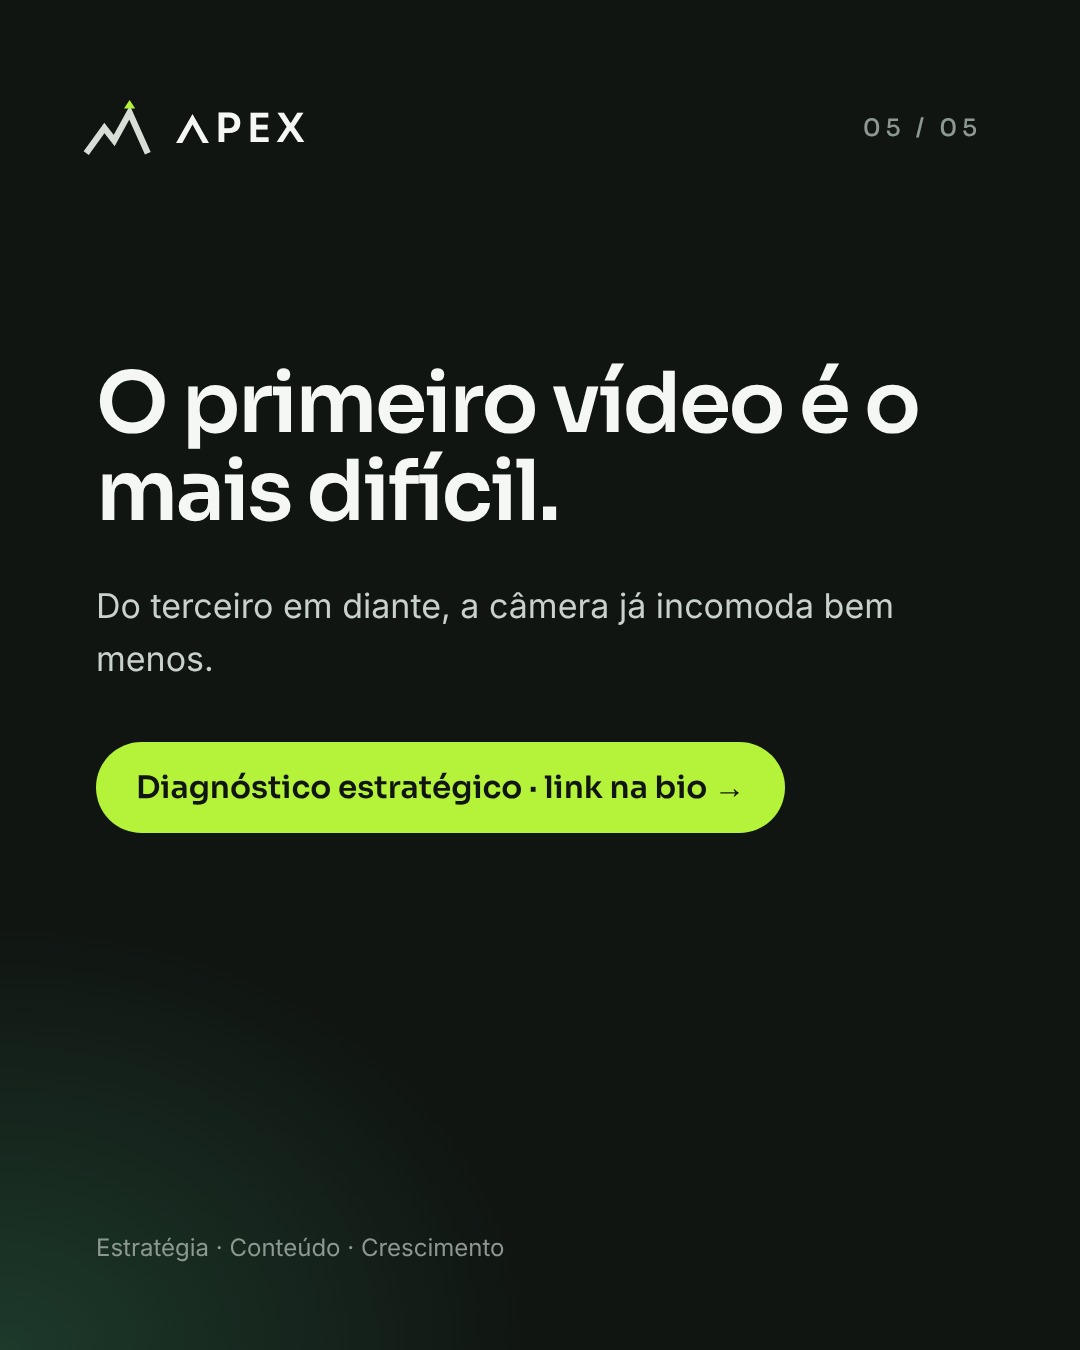 APEX
05 / 05
O primeiro vídeo é o
mais difícil.
Do terceiro em diante, a câmera já incomoda bem
menos.
Diagnóstico estratégico · link na bio →
Estratégia · Conteúdo · Crescimento